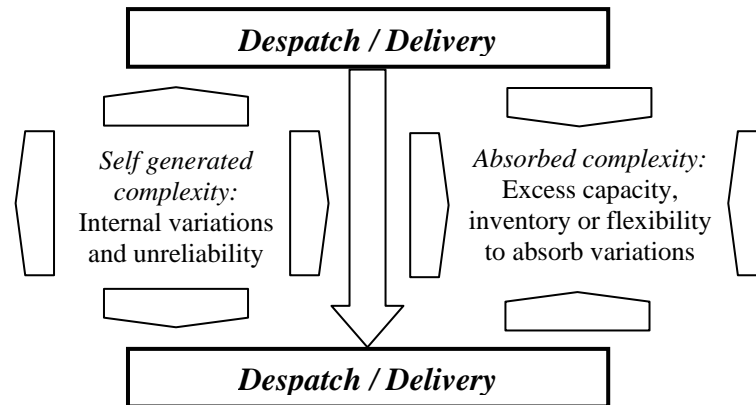 Despatch / Delivery
Self generated
complexity:
Internal variations
and unreliability
Absorbed complexity:
Excess capacity,
inventory or flexibility
to absorb variations
Despatch / Delivery